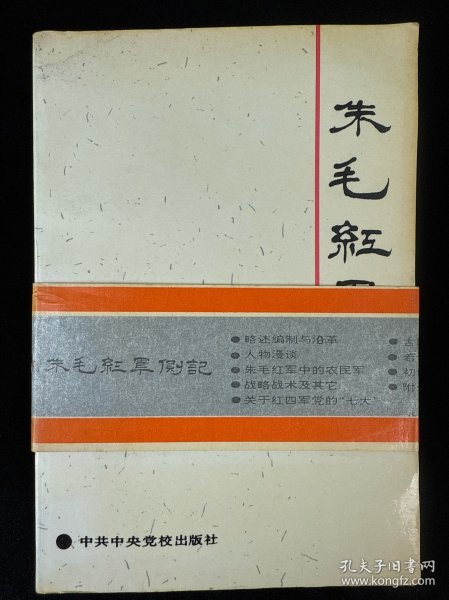 朱毛紅軍
朱毛紅軍側記
●略述编制与沿革
●人物漫谈
●朱毛红军中的农民军
●战略战术及其它
●关于红四军党的“七大”
●
●
●初
●附
●中共中央党校出版社
孔夫子旧书网
www.kongfz.com